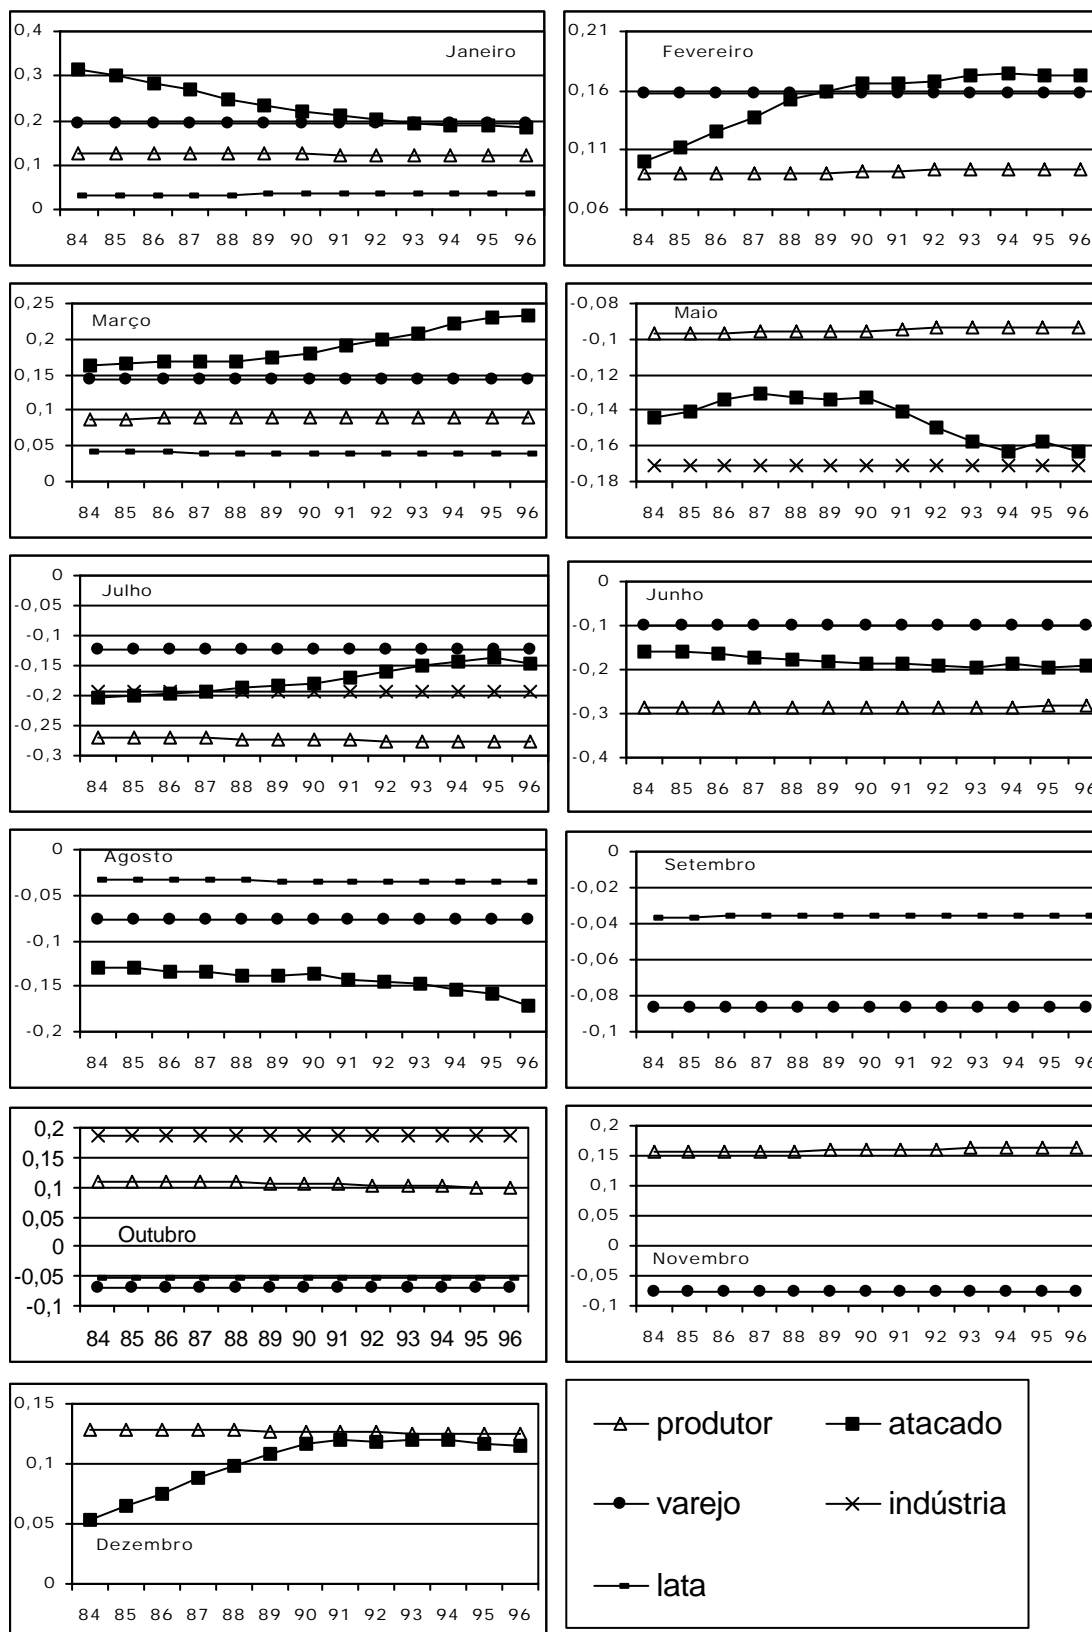 0,4
Janeiro
0,3
0,2
0,1
0
84 85 86 87 88 89 90 91 92 93 94 95 96
0,21
Fevereiro
0,16
0,11
0,06
84 85 86 87 88 89 90 91 92 93 94 95 96
0,25
Março
0,2
0,15
0,1
0,05
0
84 85 86 87 88 89 90 91 92 93 94 95 96
-0,08
Maio
-0,1
-0,12
-0,14
-0,16
-0,18
84 85 86 87 88 89 90 91 92 93 94 95 96
0
Julho
-0,05
-0,1
-0,15
-0,2
-0,25
-0,3
84 85 86 87 88 89 90 91 92 93 94 95 96
0
Junho
-0,1
-0,2
-0,3
-0,4
84 85 86 87 88 89 90 91 92 93 94 95 96
0
Agosto
-0,05
-0,1
-0,15
-0,2
84 85 86 87 88 89 90 91 92 93 94 95 96
0
Setembro
-0,02
-0,04
-0,06
-0,08
-0,1
84 85 86 87 88 89 90 91 92 93 94 95 96
0,2
0,15
0,1
0,05
Outubro
0
-0,05
-0,1
84 85 86 87 88 89 90 91 92 93 94 95 96
0,2
0,15
0,1
0,05
0
Novembro
-0,05
-0,1
84 85 86 87 88 89 90 91 92 93 94 95 96
0,15
0,1
0,05
Dezembro
0
84 85 86 87 88 89 90 91 92 93 94 95 96
produtor atacado
varejo indústria
lata